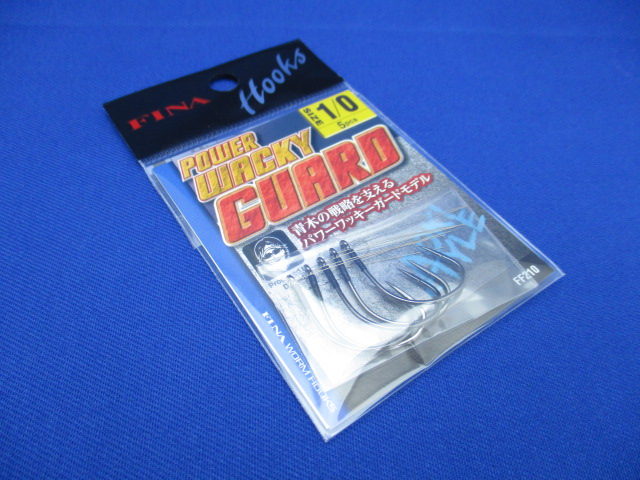 FINA
Hooks
SIZE
1/0
5pcs
POWER
WACKY
GUARD
青木の戦略を支える
パワーワッキーガードモデル
FF210
FINA WORM HOOKS